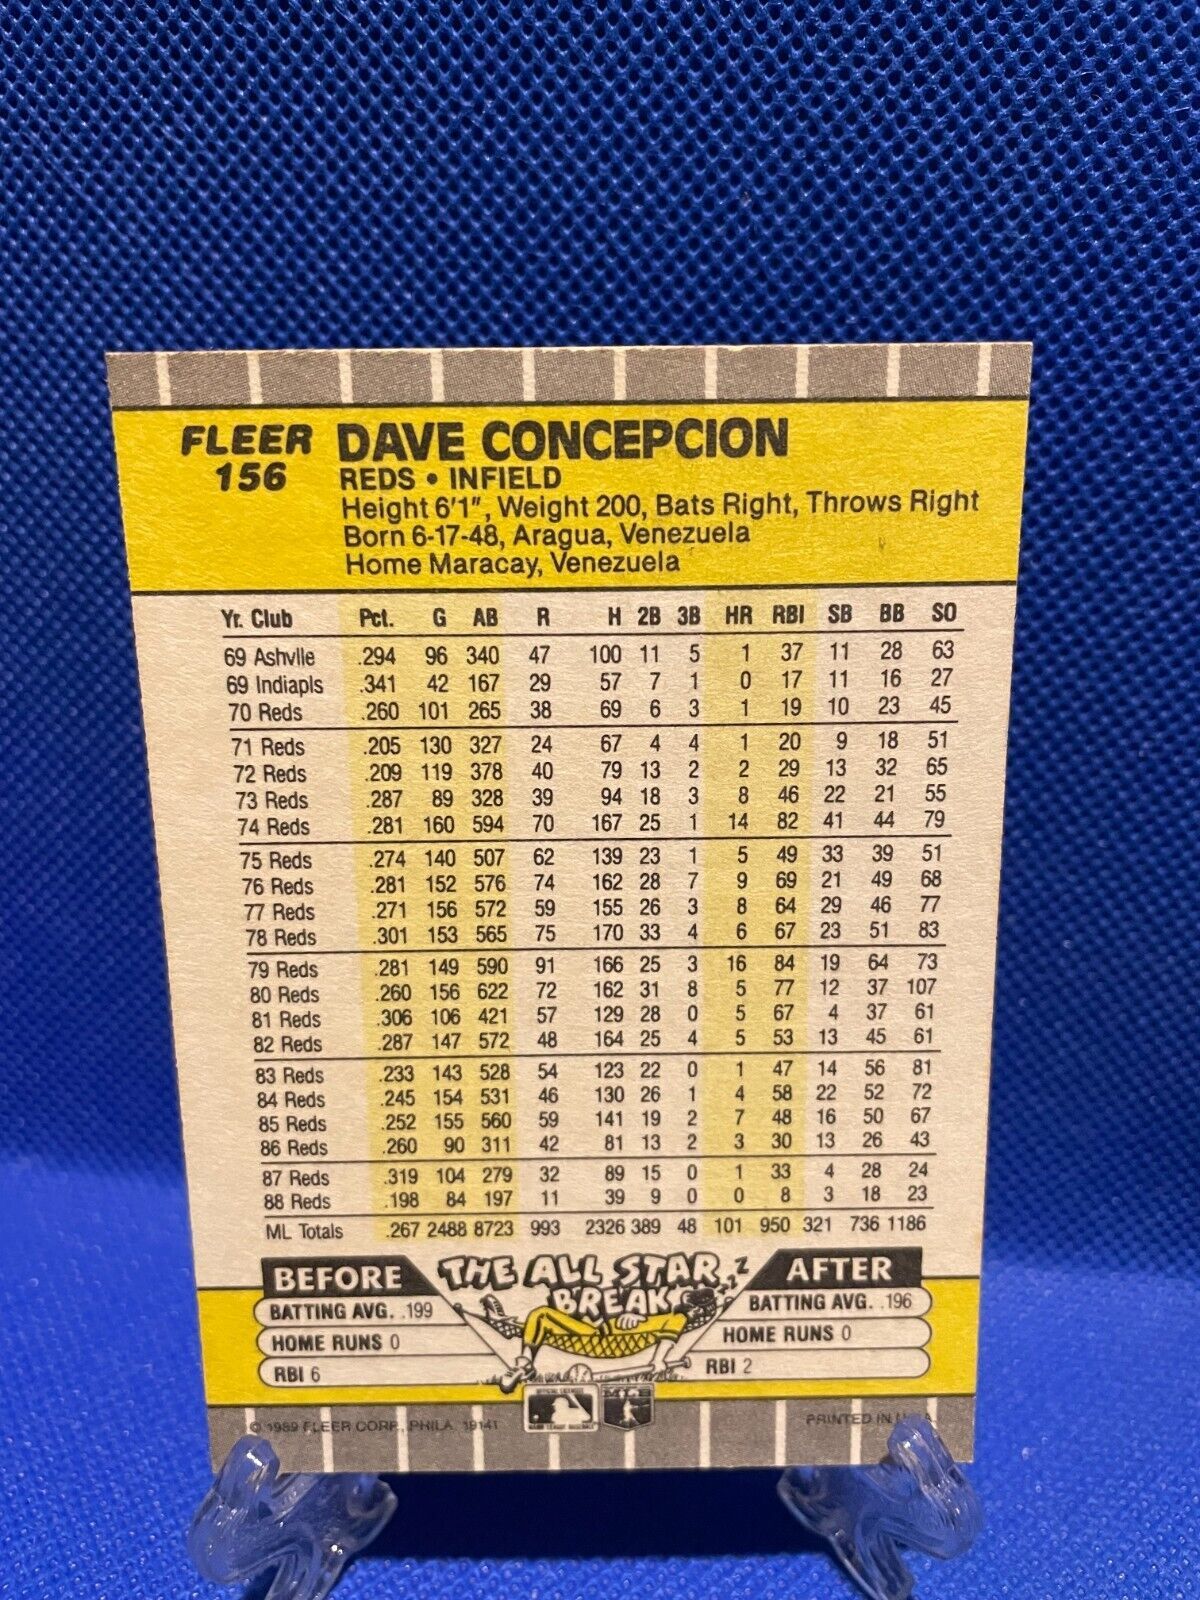 FLEER DAVE CONCEPCION
156 REDS • INFIELD
Height 6'1", Weight 200, Bats Right, Throws Right
Born 6-17-48, Aragua, Venezuela
Home Maracay, Venezuela
Yr. Club Pct. G AB R H 2B 3B HR RBI SB BB SO
69 Ashvlle .294 96 340 47 100 11 5 1 37 11 28 63
69 Indiapls .341 42 167 29 57 7 1 0 17 11 16 27
70 Reds .260 101 265 38 69 6 3 1 19 10 23 45
71 Reds .205 130 327 24 67 4 4 1 20 9 18 51
72 Reds .209 119 378 40 79 13 2 2 29 13 32 65
73 Reds .287 89 328 39 94 18 3 8 46 22 21 55
74 Reds .281 160 594 70 167 25 1 14 82 41 44 79
75 Reds .274 140 507 62 139 23 1 5 49 33 39 51
76 Reds .281 152 576 74 162 28 7 9 69 21 49 68
77 Reds .271 156 572 59 155 26 3 8 64 29 46 77
78 Reds .301 153 565 75 170 33 4 6 67 23 51 83
79 Reds .281 149 590 91 166 25 3 16 84 19 64 73
80 Reds .260 156 622 72 162 31 8 5 77 12 37 107
81 Reds .306 106 421 57 129 28 0 5 67 4 37 61
82 Reds .287 147 572 48 164 25 4 5 53 13 45 61
83 Reds .233 143 528 54 123 22 0 1 47 14 56 81
84 Reds .245 154 531 46 130 26 1 4 58 22 52 72
85 Reds .252 155 560 59 141 19 2 7 48 16 50 67
86 Reds .260 90 311 42 81 13 2 3 30 13 26 43
87 Reds .319 104 279 32 89 15 0 1 33 4 28 24
88 Reds .198 84 197 11 39 9 0 0 8 3 18 23
ML Totals .267 2488 8723 993 2326 389 48 101 950 321 736 1186
BEFORE THE ALL STAR BREAK ZZZ AFTER
BATTING AVG. .199 BATTING AVG. .196
HOME RUNS 0 HOME RUNS 0
RBI 6 RBI 2
© 1989 FLEER CORP., PHILA. 19141 PRINTED IN U.S.A.